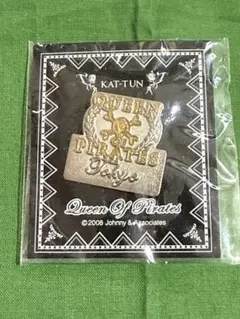 KAT-TUN
QUEEN
OF
PIRATES
Tokyo
Queen Of Pirates
©2008 Johnny & Associates